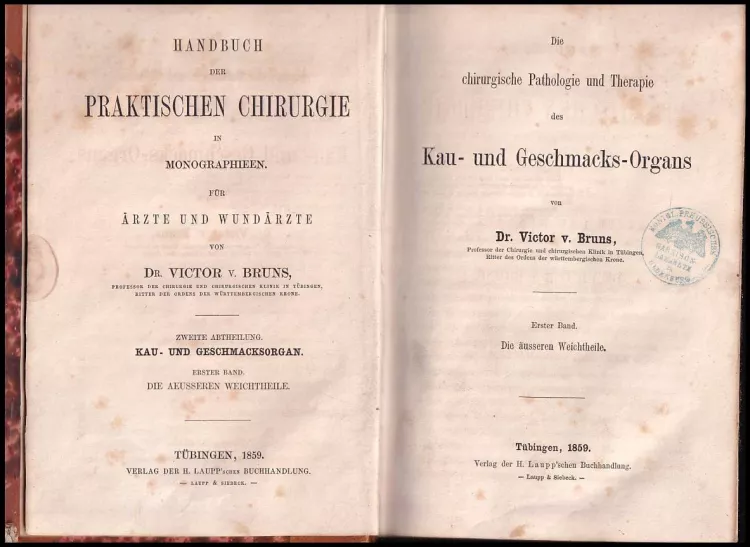 HANDBUCH
DER
PRAKTISCHEN CHIRURGIE
IN
MONOGRAPHIEEN.
FÜR
ÄRZTE UND WUNDÄRZTE
VON
DR. VICTOR V. BRUNS,
PROFESSOR DER CHIRURGIE UND CHIRURGISCHEN KLINIK IN TÜBINGEN,
RITTER DES ORDENS DER WÜRTTEMBERGISCHEN KRONE.
ZWEITE ABTHEILUNG.
KAU- UND GESCHMACKSORGAN.
ERSTER BAND.
DIE AEUSSEREN WEICHTHEILE.
TÜBINGEN, 1859.
VERLAG DER H. LAUPP'schen BUCHHANDLUNG.
— LAUPP & SIEBECK. —
Die
chirurgische Pathologie und Therapie
des
Kau- und Geschmacks-Organs
von
Dr. Victor v. Bruns,
Professor der Chirurgie und chirurgischen Klinik in Tübingen,
Ritter des Ordens der württembergischen Krone.
Erster Band.
Die äusseren Weichtheile.
Tübingen, 1859.
Verlag der H. Laupp'schen Buchhandlung.
— Laupp & Siebeck. —
KÖNIGL. PREUSSISCHES